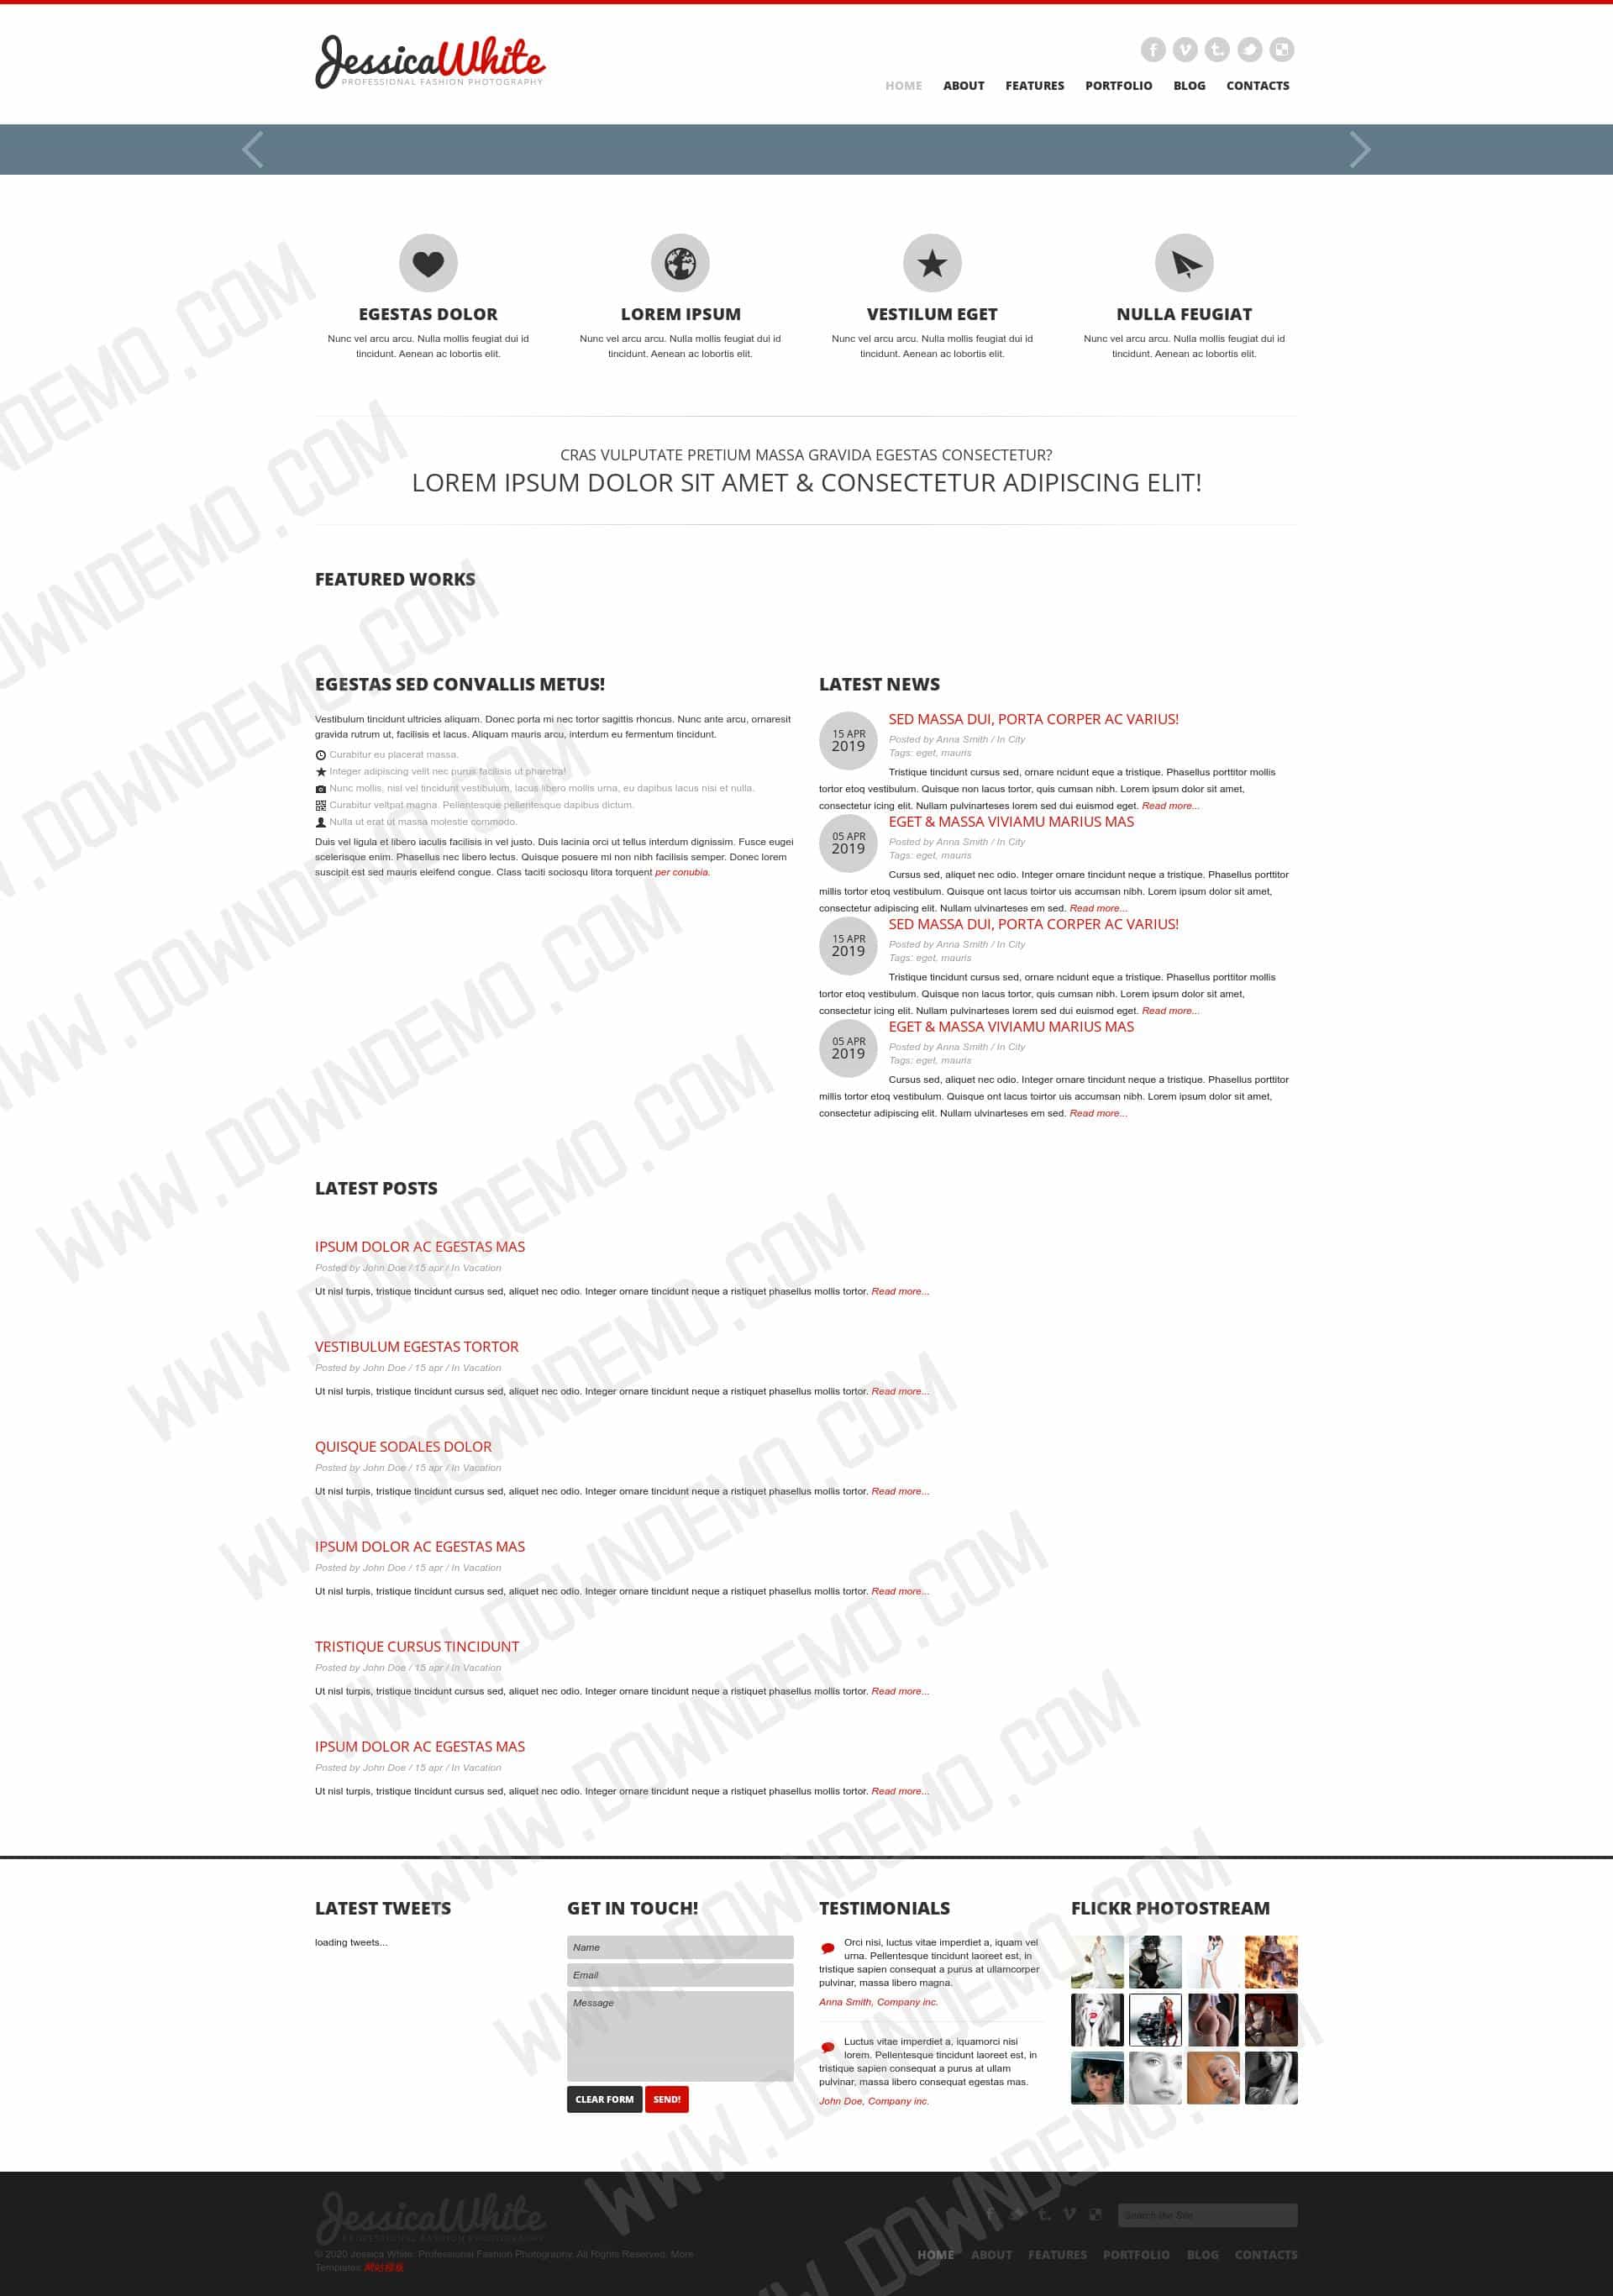 JessicaWhite
PROFESSIONAL FASHION PHOTOGRAPHY
HOME ABOUT FEATURES PORTFOLIO BLOG CONTACTS
EGESTAS DOLOR
Nunc vel arcu arcu. Nulla mollis feugiat dui id
tincidunt. Aenean ac lobortis elit.
LOREM IPSUM
Nunc vel arcu arcu. Nulla mollis feugiat dui id
tincidunt. Aenean ac lobortis elit.
VESTILUM EGET
Nunc vel arcu arcu. Nulla mollis feugiat dui id
tincidunt. Aenean ac lobortis elit.
NULLA FEUGIAT
Nunc vel arcu arcu. Nulla mollis feugiat dui id
tincidunt. Aenean ac lobortis elit.
CRAS VULPUTATE PRETIUM MASSA GRAVIDA EGESTAS CONSECTETUR?
LOREM IPSUM DOLOR SIT AMET & CONSECTETUR ADIPISCING ELIT!
FEATURED WORKS
EGESTAS SED CONVALLIS METUS!
Vestibulum tincidunt ultricies aliquam. Donec porta mi nec tortor sagittis rhoncus. Nunc ante arcu, ornaresit
gravida rutrum ut, facilisis et lacus. Aliquam mauris arcu, interdum eu fermentum tincidunt.
Curabitur eu placerat massa.
Integer adipiscing velit nec purus facilisis ut pharetra!
Nunc mollis, nisl vel tincidunt vestibulum, lacus libero mollis urna, eu dapibus lacus nisi et nulla.
Curabitur velitpat magna. Pellentesque pellentesque dapibus dictum.
Nulla ut erat ut massa molestie commodo.
Duis vel ligula et libero iaculis facilisis in vel justo. Duis lacinia orci ut tellus interdum dignissim. Fusce eugei
scelerisque enim. Phasellus nec libero lectus. Quisque posuere mi non nibh facilisis semper. Donec lorem
suscipit est sed mauris eleifend congue. Class taciti sociosqu litora torquent per conubia.
LATEST NEWS
15 APR
2019
SED MASSA DUI, PORTA CORPER AC VARIUS!
Posted by Anna Smith / In City
Tags: eget, mauris
Tristique tincidunt cursus sed, ornare ncidunt eque a tristique. Phasellus porttitor mollis
tortor etoq vestibulum. Quisque non lacus tortor, quis cumsan nibh. Lorem ipsum dolor sit amet,
consectetur icing elit. Nullam pulvinarteses lorem sed dui euismod eget. Read more...
05 APR
2019
EGET & MASSA VIVIAMU MARIUS MAS
Posted by Anna Smith / In City
Tags: eget, mauris
Cursus sed, aliquet nec odio. Integer ornare tincidunt neque a tristique. Phasellus porttitor
millis tortor etoq vestibulum. Quisque ont lacus toirtor uis accumsan nibh. Lorem ipsum dolor sit amet,
consectetur adipiscing elit. Nullam ulvinarteses em sed. Read more...
15 APR
2019
SED MASSA DUI, PORTA CORPER AC VARIUS!
Posted by Anna Smith / In City
Tags: eget, mauris
Tristique tincidunt cursus sed, ornare ncidunt eque a tristique. Phasellus porttitor mollis
tortor etoq vestibulum. Quisque non lacus tortor, quis cumsan nibh. Lorem ipsum dolor sit amet,
consectetur icing elit. Nullam pulvinarteses lorem sed dui euismod eget. Read more...
05 APR
2019
EGET & MASSA VIVIAMU MARIUS MAS
Posted by Anna Smith / In City
Tags: eget, mauris
Cursus sed, aliquet nec odio. Integer ornare tincidunt neque a tristique. Phasellus porttitor
millis tortor etoq vestibulum. Quisque ont lacus toirtor uis accumsan nibh. Lorem ipsum dolor sit amet,
consectetur adipiscing elit. Nullam ulvinarteses em sed. Read more...
LATEST POSTS
IPSUM DOLOR AC EGESTAS MAS
Posted by John Doe / 15 apr / In Vacation
Ut nisl turpis, tristique tincidunt cursus sed, aliquet nec odio. Integer ornare tincidunt neque a ristiquet phasellus mollis tortor. Read more...
VESTIBULUM EGESTAS TORTOR
Posted by John Doe / 15 apr / In Vacation
Ut nisl turpis, tristique tincidunt cursus sed, aliquet nec odio. Integer ornare tincidunt neque a ristiquet phasellus mollis tortor. Read more...
QUISQUE SODALES DOLOR
Posted by John Doe / 15 apr / In Vacation
Ut nisl turpis, tristique tincidunt cursus sed, aliquet nec odio. Integer ornare tincidunt neque a ristiquet phasellus mollis tortor. Read more...
IPSUM DOLOR AC EGESTAS MAS
Posted by John Doe / 15 apr / In Vacation
Ut nisl turpis, tristique tincidunt cursus sed, aliquet nec odio. Integer ornare tincidunt neque a ristiquet phasellus mollis tortor. Read more...
TRISTIQUE CURSUS TINCIDUNT
Posted by John Doe / 15 apr / In Vacation
Ut nisl turpis, tristique tincidunt cursus sed, aliquet nec odio. Integer ornare tincidunt neque a ristiquet phasellus mollis tortor. Read more...
IPSUM DOLOR AC EGESTAS MAS
Posted by John Doe / 15 apr / In Vacation
Ut nisl turpis, tristique tincidunt cursus sed, aliquet nec odio. Integer ornare tincidunt neque a ristiquet phasellus mollis tortor. Read more...
LATEST TWEETS
loading tweets...
GET IN TOUCH!
Name
Email
Message
CLEAR FORM SEND!
TESTIMONIALS
Orci nisi, luctus vitae imperdiet a, iquam vel
urna. Pellentesque tincidunt laoreet est, in
tristique sapien consequat a purus at ullamcorper
pulvinar, massa libero magna.
Anna Smith, Company inc.
Luctus vitae imperdiet a, iquamorci nisi
lorem. Pellentesque tincidunt laoreet est, in
tristique sapien consequat a purus at ullam
pulvinar, massa libero consequat egestas mas.
John Doe, Company inc.
FLICKR PHOTOSTREAM
JessicaWhite
PROFESSIONAL FASHION PHOTOGRAPHY
Search the Site
© 2020 Jessica White. Professional Fashion Photography. All Rights Reserved. More
Templates 网站模板
HOME ABOUT FEATURES PORTFOLIO BLOG CONTACTS
WWW.DOWNDEMO.COM